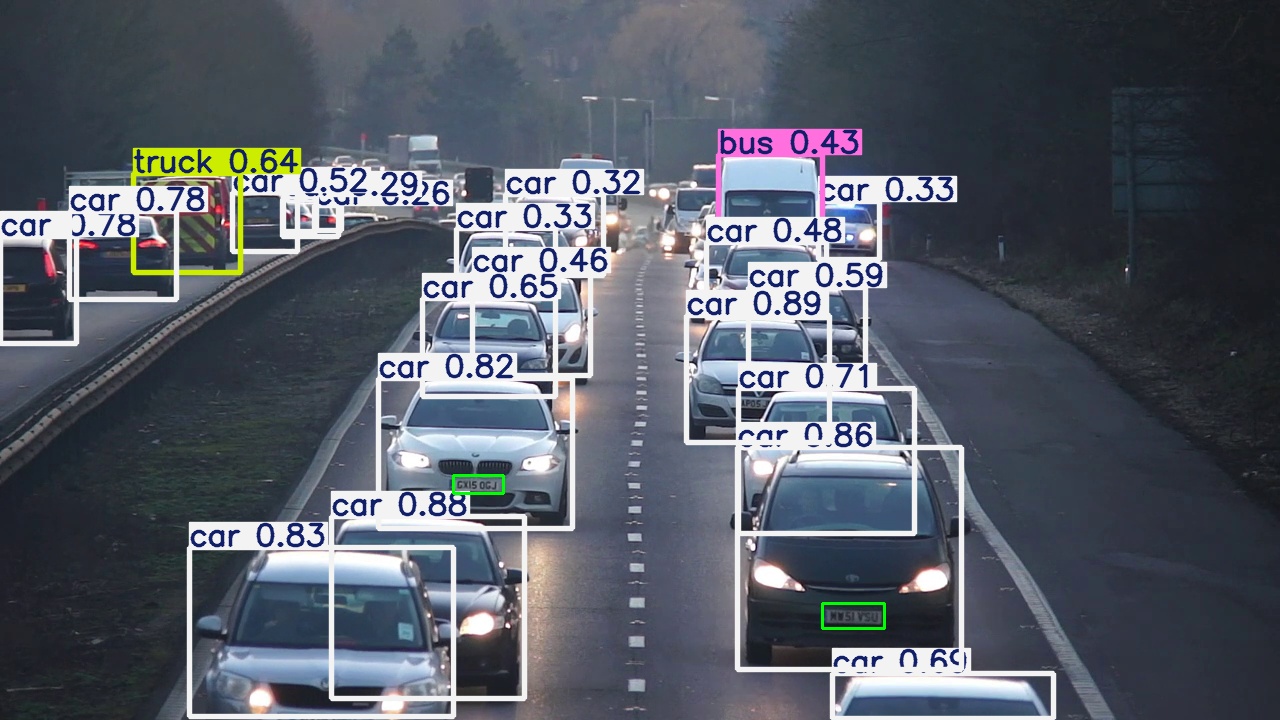 bus 0.43
truck 0.64
car 0.52
car 0.32
car 0.33
car 0.78
car 0.33
0.78
car
car 0.48
car 0.46
car 0.59
car 0.65
car 0.89
car 0.82
car 0.71
car 0.86
GX15 OGJ
car 0.88
car 0.83
car 0.69